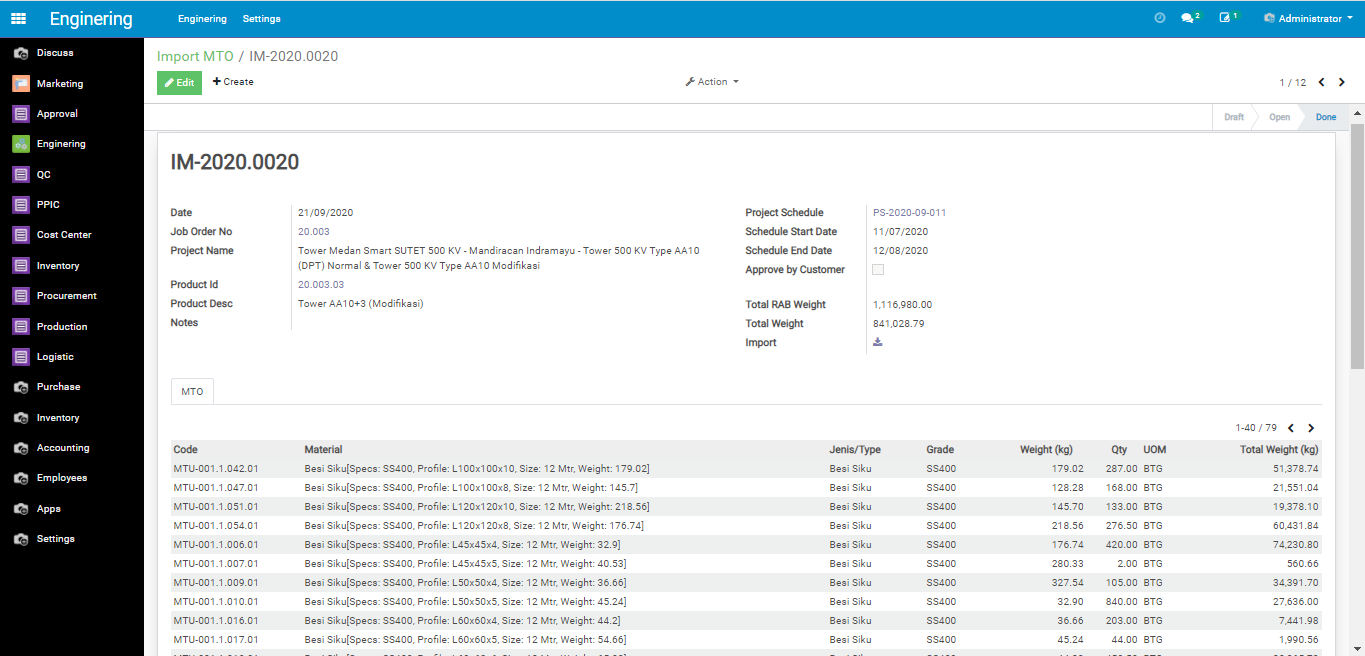 Enginering Enginering Settings 2 1 Administrator
Discuss
Marketing
Approval
Enginering
QC
PPIC
Cost Center
Inventory
Procurement
Production
Logistic
Purchase
Inventory
Accounting
Employees
Apps
Settings
Import MTO / IM-2020.0020
Edit Create Action 1 / 12
Draft Open Done
IM-2020.0020
Date 21/09/2020
Job Order No 20.003
Project Name Tower Medan Smart SUTET 500 KV - Mandiracan Indramayu - Tower 500 KV Type AA10
(DPT) Normal & Tower 500 KV Type AA10 Modifikasi
Product Id 20.003.03
Product Desc Tower AA10+3 (Modifikasi)
Notes
Project Schedule PS-2020-09-011
Schedule Start Date 11/07/2020
Schedule End Date 12/08/2020
Approve by Customer
Total RAB Weight 1,116,980.00
Total Weight 841,028.79
Import
MTO
1-40 / 79
Code Material Jenis/Type Grade Weight (kg) Qty UOM Total Weight (kg)
MTU-001.1.042.01 Besi Siku[Specs: SS400, Profile: L100x100x10, Size: 12 Mtr, Weight: 179.02] Besi Siku SS400 179.02 287.00 BTG 51,378.74
MTU-001.1.047.01 Besi Siku[Specs: SS400, Profile: L100x100x8, Size: 12 Mtr, Weight: 145.7] Besi Siku SS400 128.28 168.00 BTG 21,551.04
MTU-001.1.051.01 Besi Siku[Specs: SS400, Profile: L120x120x10, Size: 12 Mtr, Weight: 218.56] Besi Siku SS400 145.70 133.00 BTG 19,378.10
MTU-001.1.054.01 Besi Siku[Specs: SS400, Profile: L120x120x8, Size: 12 Mtr, Weight: 176.74] Besi Siku SS400 218.56 276.50 BTG 60,431.84
MTU-001.1.006.01 Besi Siku[Specs: SS400, Profile: L45x45x4, Size: 12 Mtr, Weight: 32.9] Besi Siku SS400 176.74 420.00 BTG 74,230.80
MTU-001.1.007.01 Besi Siku[Specs: SS400, Profile: L45x45x5, Size: 12 Mtr, Weight: 40.53] Besi Siku SS400 280.33 2.00 BTG 560.66
MTU-001.1.009.01 Besi Siku[Specs: SS400, Profile: L50x50x4, Size: 12 Mtr, Weight: 36.66] Besi Siku SS400 327.54 105.00 BTG 34,391.70
MTU-001.1.010.01 Besi Siku[Specs: SS400, Profile: L50x50x5, Size: 12 Mtr, Weight: 45.24] Besi Siku SS400 32.90 840.00 BTG 27,636.00
MTU-001.1.016.01 Besi Siku[Specs: SS400, Profile: L60x60x4, Size: 12 Mtr, Weight: 44.2] Besi Siku SS400 36.66 203.00 BTG 7,441.98
MTU-001.1.017.01 Besi Siku[Specs: SS400, Profile: L60x60x5, Size: 12 Mtr, Weight: 54.66] Besi Siku SS400 45.24 44.00 BTG 1,990.56